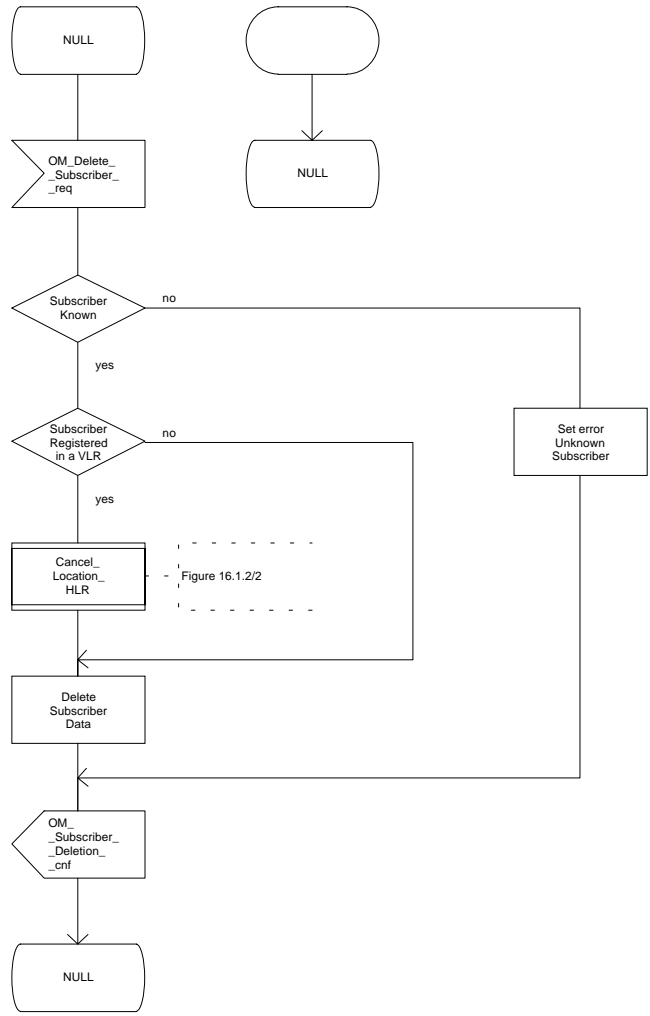 NULL
NULL
OM_Delete_
_Subscriber_
_req
Subscriber
Known
no
yes
Subscriber
Registered
in a VLR
no
Set error
Unknown
Subscriber
yes
Cancel_
Location_
HLR
Figure 16.1.2/2
Delete
Subscriber
Data
OM_
_Subscriber_
_Deletion_
_cnf
NULL